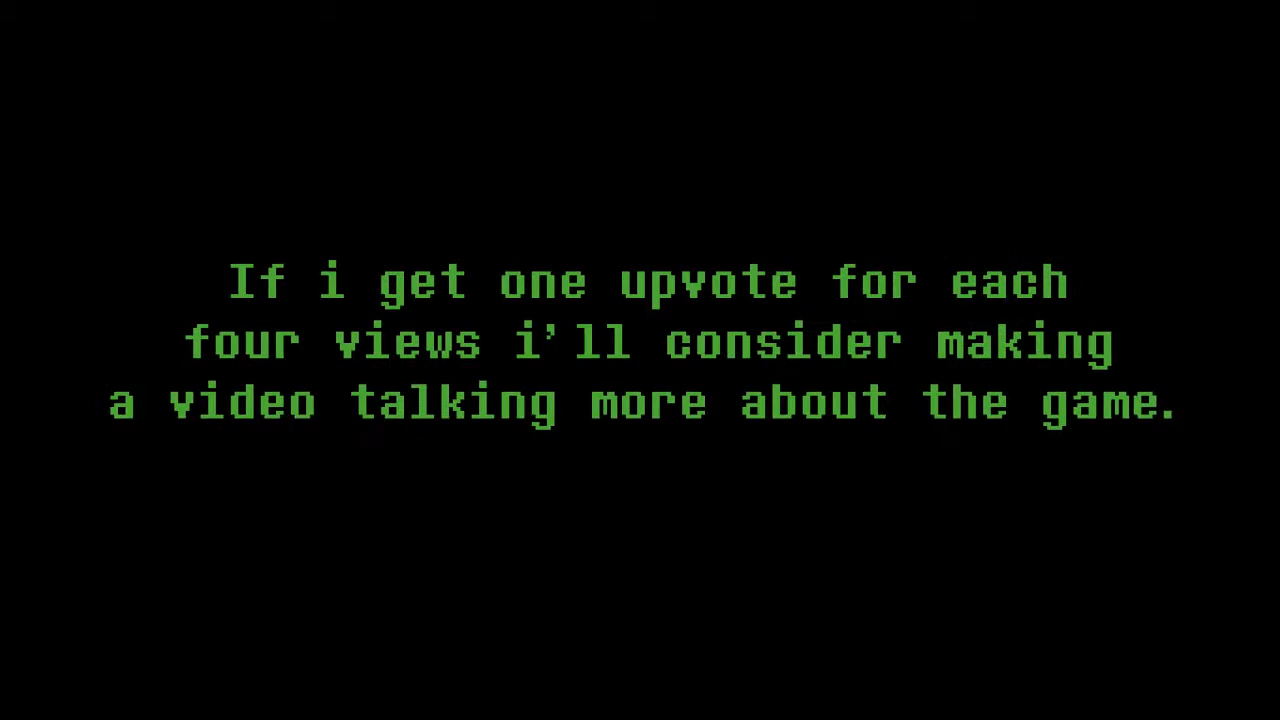 If i get one upvote for each
four views i'll consider making
a video talking more about the game.